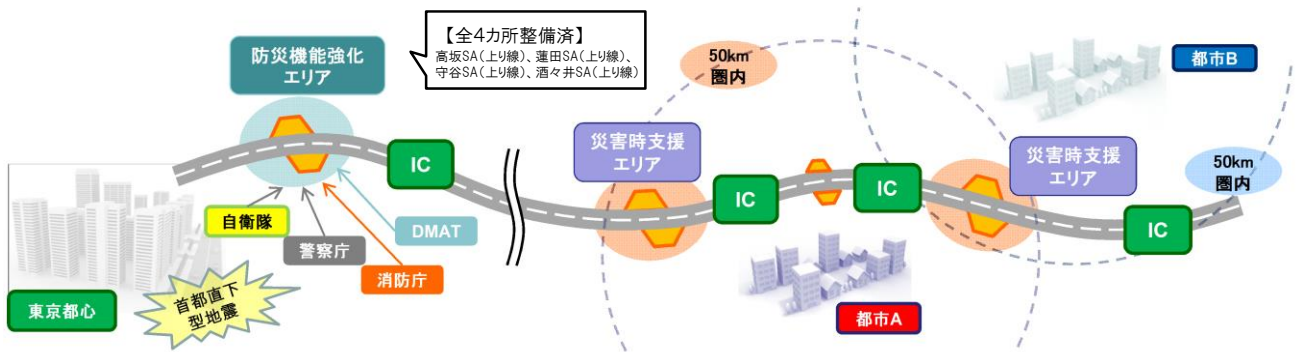 【全4カ所整備済】
高坂SA(上り線)、蓮田SA(上り線)、
守谷SA(上り線)、酒々井SA(上り線)
防災機能強化
エリア
50km
圏内
都市B
災害時支援
エリア
災害時支援
エリア
50km
圏内
IC
IC
IC
IC
自衛隊
警察庁
消防庁
DMAT
東京都心
首都直下
型地震
都市A